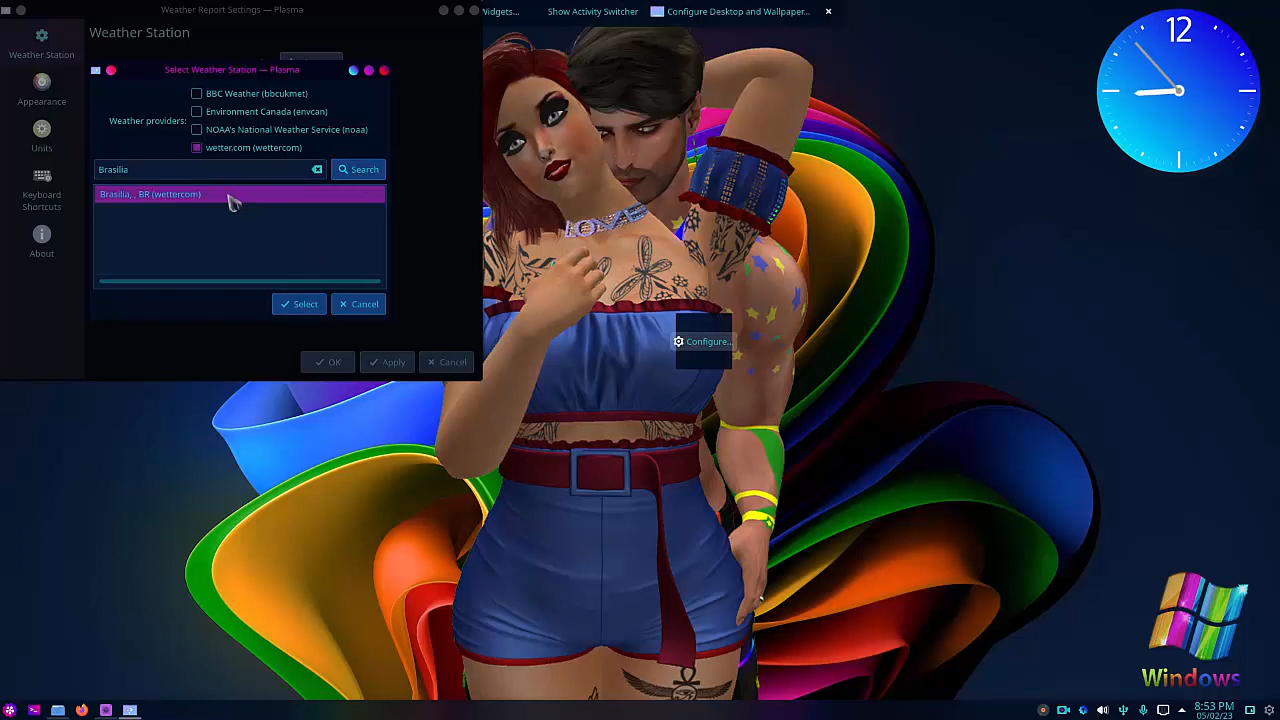 Weather Report Settings — Plasma
Widgets...
Show Activity Switcher
Configure Desktop and Wallpaper...
Weather Station
Weather Station
Appearance
Units
Keyboard
Shortcuts
About
Select Weather Station — Plasma
Weather providers:
BBC Weather (bbcukmet)
Environment Canada (envcan)
NOAA's National Weather Service (noaa)
wetter.com (wettercom)
Brasilia
Search
Brasilia, , BR (wettercom)
Select
Cancel
OK
Apply
Cancel
LOVE
Configure...
12
Windows
8:53 PM
05/02/23